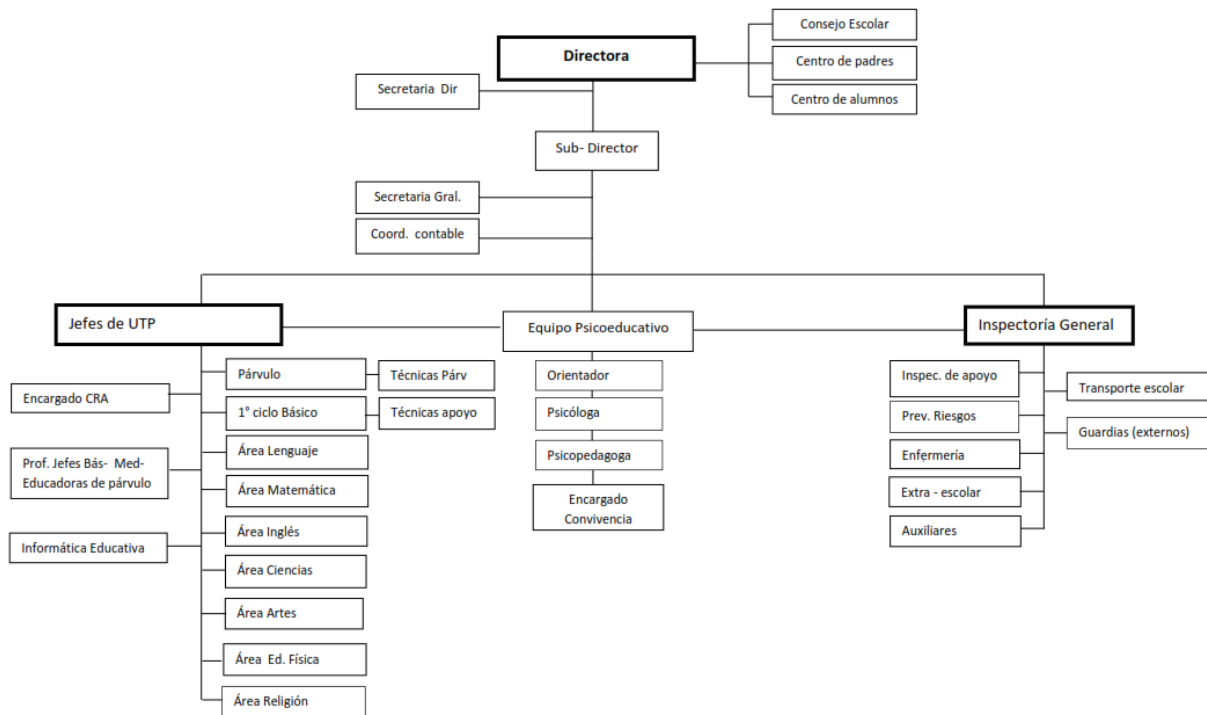 Consejo Escolar
Directora
Centro de padres
Secretaria Dir
Centro de alumnos
Sub- Director
Secretaria Gral.
Coord. contable
Jefes de UTP
Equipo Psicoeducativo
Inspectoría General
Párvulo
Técnicas Párv
Orientador
Inspec. de apoyo
Encargado CRA
Transporte escolar
1° ciclo Básico
Técnicas apoyo
Psicóloga
Prev. Riesgos
Guardias (externos)
Área Lenguaje
Psicopedagoga
Enfermería
Prof. Jefes Bás- Med-
Educadoras de párvulo
Área Matemática
Encargado
Convivencia
Extra - escolar
Área Inglés
Auxiliares
Informática Educativa
Área Ciencias
Área Artes
Área Ed. Física
Área Religión